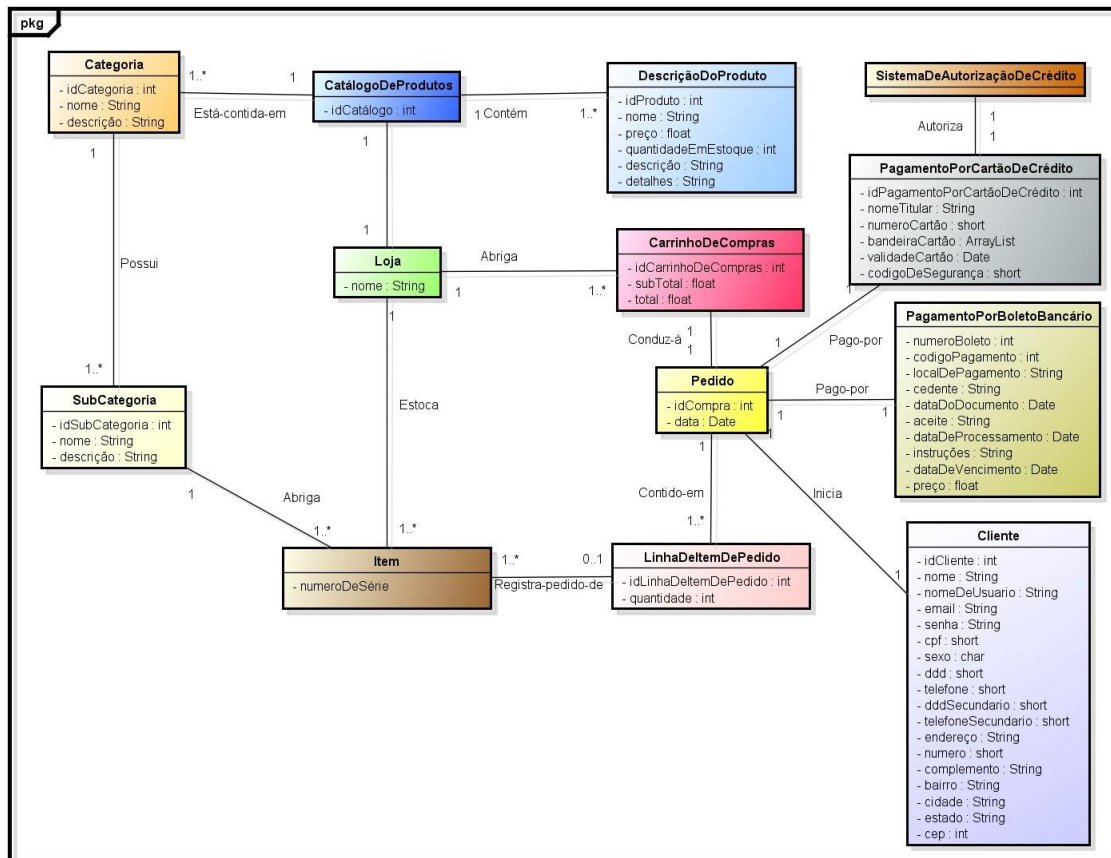 pkg
Categoria
- idCategoria : int
- nome : String
- descrição : String
1..*
1
Está-contida-em
CatálogoDeProdutos
- idCatálogo : int
1
Contém
1..*
DescriçãoDoProduto
- idProduto : int
- nome : String
- preço : float
- quantidadeEmEstoque : int
- descrição : String
- detalhes : String
SistemaDeAutorizaçãoDeCrédito
1
Autoriza
1
PagamentoPorCartãoDeCrédito
- idPagamentoPorCartãoDeCrédito : int
- nomeTitular : String
- numeroCartão : short
- bandeiraCartão : ArrayList
- validadeCartão : Date
- codigoDeSegurança : short
1
1
Possui
1..*
1
1
Loja
- nome : String
Abriga
1
1..*
CarrinhoDeCompras
- idCarrinhoDeCompras : int
- subTotal : float
- total : float
1
Conduz-á
1
1
Pago-por
PagamentoPorBoletoBancário
- numeroBoleto : int
- codigoPagamento : int
- localDePagamento : String
- cedente : String
- dataDoDocumento : Date
- aceite : String
- dataDeProcessamento : Date
- instruções : String
- dataDeVencimento : Date
- preço : float
Pedido
- idCompra : int
- data : Date
Pago-por
1
1
1
SubCategoria
- idSubCategoria : int
- nome : String
- descrição : String
1
Estoca
1
Abriga
1..*
1..*
1
Contido-em
1..*
Inicia
1
Item
- numeroDeSérie
1..*
0..1
Registra-pedido-de
LinhaDeItemDePedido
- idLinhaDeItemDePedido : int
- quantidade : int
Cliente
- idCliente : int
- nome : String
- nomeDeUsuario : String
- email : String
- senha : String
- cpf : short
- sexo : char
- ddd : short
- telefone : short
- dddSecundario : short
- telefoneSecundario : short
- endereço : String
- numero : short
- complemento : String
- bairro : String
- cidade : String
- estado : String
- cep : int